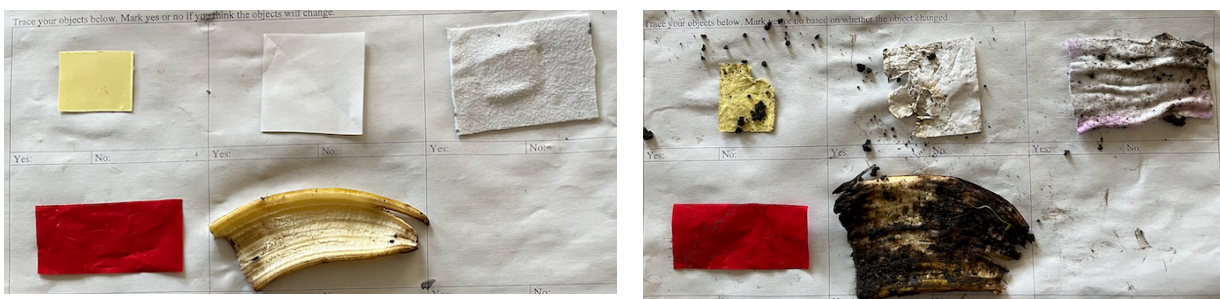 Trace your objects below. Mark yes or no if you think the objects will change.
Yes: No: Yes: No: Yes: No:
Yes: No:
Trace your objects below. Mark yes or no based on whether the object changed.
Yes: No: Yes: No: Yes: No: